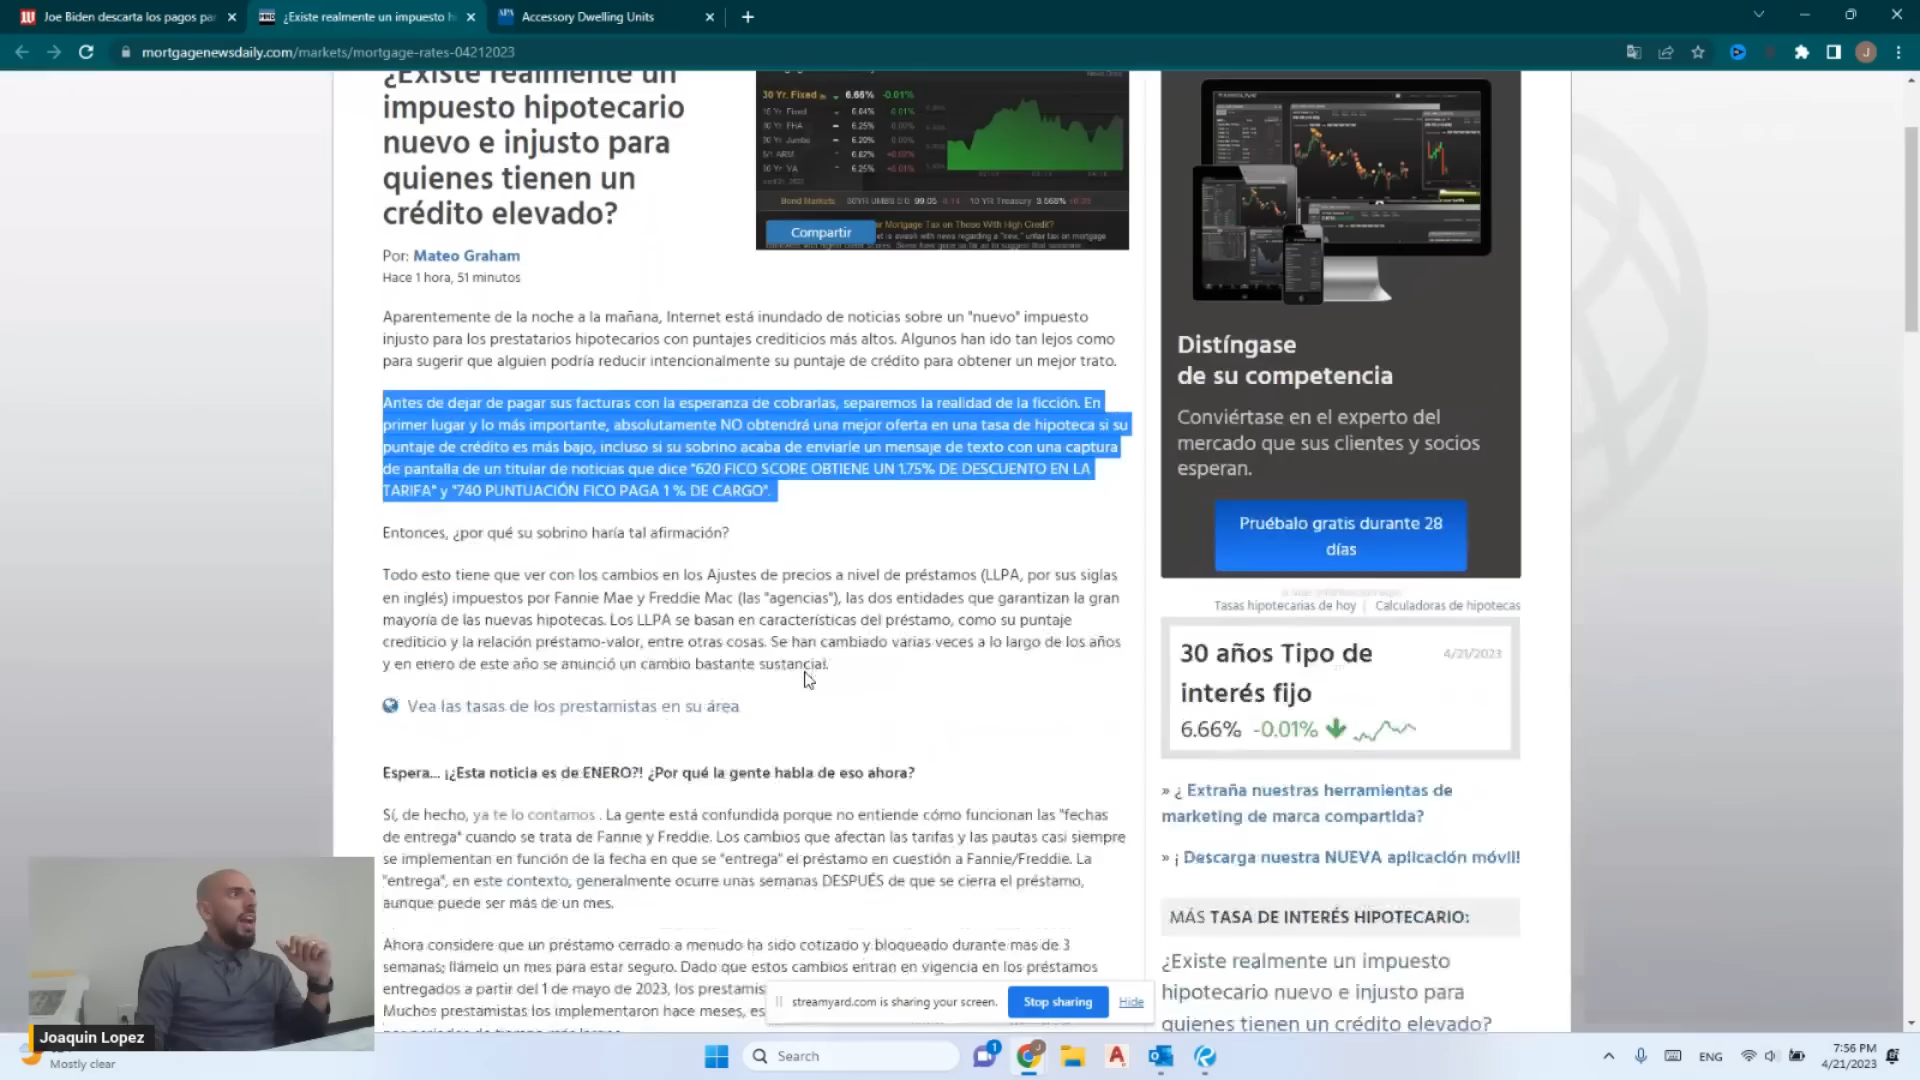 Joe Biden descarta los pagos par
¿Existe realmente un impuesto h
Accessory Dwelling Units
mortgagenewsdaily.com/markets/mortgage-rates-04212023
¿Existe realmente un
impuesto hipotecario
nuevo e injusto para
quienes tienen un
crédito elevado?
Por: Mateo Graham
Hace 1 hora, 51 minutos
30 Yr. Fixed 6.66% -0.01%
Compartir
Aparentemente de la noche a la mañana, Internet está inundado de noticias sobre un "nuevo" impuesto
injusto para los prestatarios hipotecarios con puntajes crediticios más altos. Algunos han ido tan lejos como
para sugerir que alguien podría reducir intencionalmente su puntaje de crédito para obtener un mejor trato.
Antes de dejar de pagar sus facturas con la esperanza de cobrarlas, separemos la realidad de la ficción. En
primer lugar y lo más importante, absolutamente NO obtendrá una mejor oferta en una tasa de hipoteca si su
puntaje de crédito es más bajo, incluso si su sobrino acaba de enviarle un mensaje de texto con una captura
de pantalla de un titular de noticias que dice "620 FICO SCORE OBTIENE UN 1.75% DE DESCUENTO EN LA
TARIFA" y "740 PUNTUACIÓN FICO PAGA 1 % DE CARGO".
Entonces, ¿por qué su sobrino haría tal afirmación?
Todo esto tiene que ver con los cambios en los Ajustes de precios a nivel de préstamos (LLPA, por sus siglas
en inglés) impuestos por Fannie Mae y Freddie Mac (las "agencias"), las dos entidades que garantizan la gran
mayoría de las nuevas hipotecas. Los LLPA se basan en características del préstamo, como su puntaje
crediticio y la relación préstamo-valor, entre otras cosas. Se han cambiado varias veces a lo largo de los años
y en enero de este año se anunció un cambio bastante sustancial.
Vea las tasas de los prestamistas en su área
Espera... ¡¿Esta noticia es de ENERO?! ¿Por qué la gente habla de eso ahora?
Sí, de hecho, ya te lo contamos . La gente está confundida porque no entiende cómo funcionan las "fechas
de entrega" cuando se trata de Fannie y Freddie. Los cambios que afectan las tarifas y las pautas casi siempre
se implementan en función de la fecha en que se "entrega" el préstamo en cuestión a Fannie/Freddie. La
"entrega", en este contexto, generalmente ocurre unas semanas DESPUÉS de que se cierra el préstamo,
aunque puede ser más de un mes.
Ahora considere que un préstamo cerrado a menudo ha sido cotizado y bloqueado durante mas de 3
semanas; llámelo un mes para estar seguro. Dado que estos cambios entran en vigencia en los préstamos
entregados a partir del 1 de mayo de 2023, los prestamis
Muchos prestamistas los implementaron hace meses, es
Distíngase
de su competencia
Conviértase en el experto del
mercado que sus clientes y socios
esperan.
Pruébalo gratis durante 28
días
Tasas hipotecarias de hoy | Calculadoras de hipotecas
30 años Tipo de
interés fijo
4/21/2023
6.66% -0.01%
» ¿ Extraña nuestras herramientas de
marketing de marca compartida?
» ¡ Descarga nuestra NUEVA aplicación móvil!
MÁS TASA DE INTERÉS HIPOTECARIO:
¿Existe realmente un impuesto
hipotecario nuevo e injusto para
quienes tienen un crédito elevado?
streamyard.com is sharing your screen.
Stop sharing
Hide
Joaquin Lopez
Mostly clear
Search
ENG
7:56 PM
4/21/2023